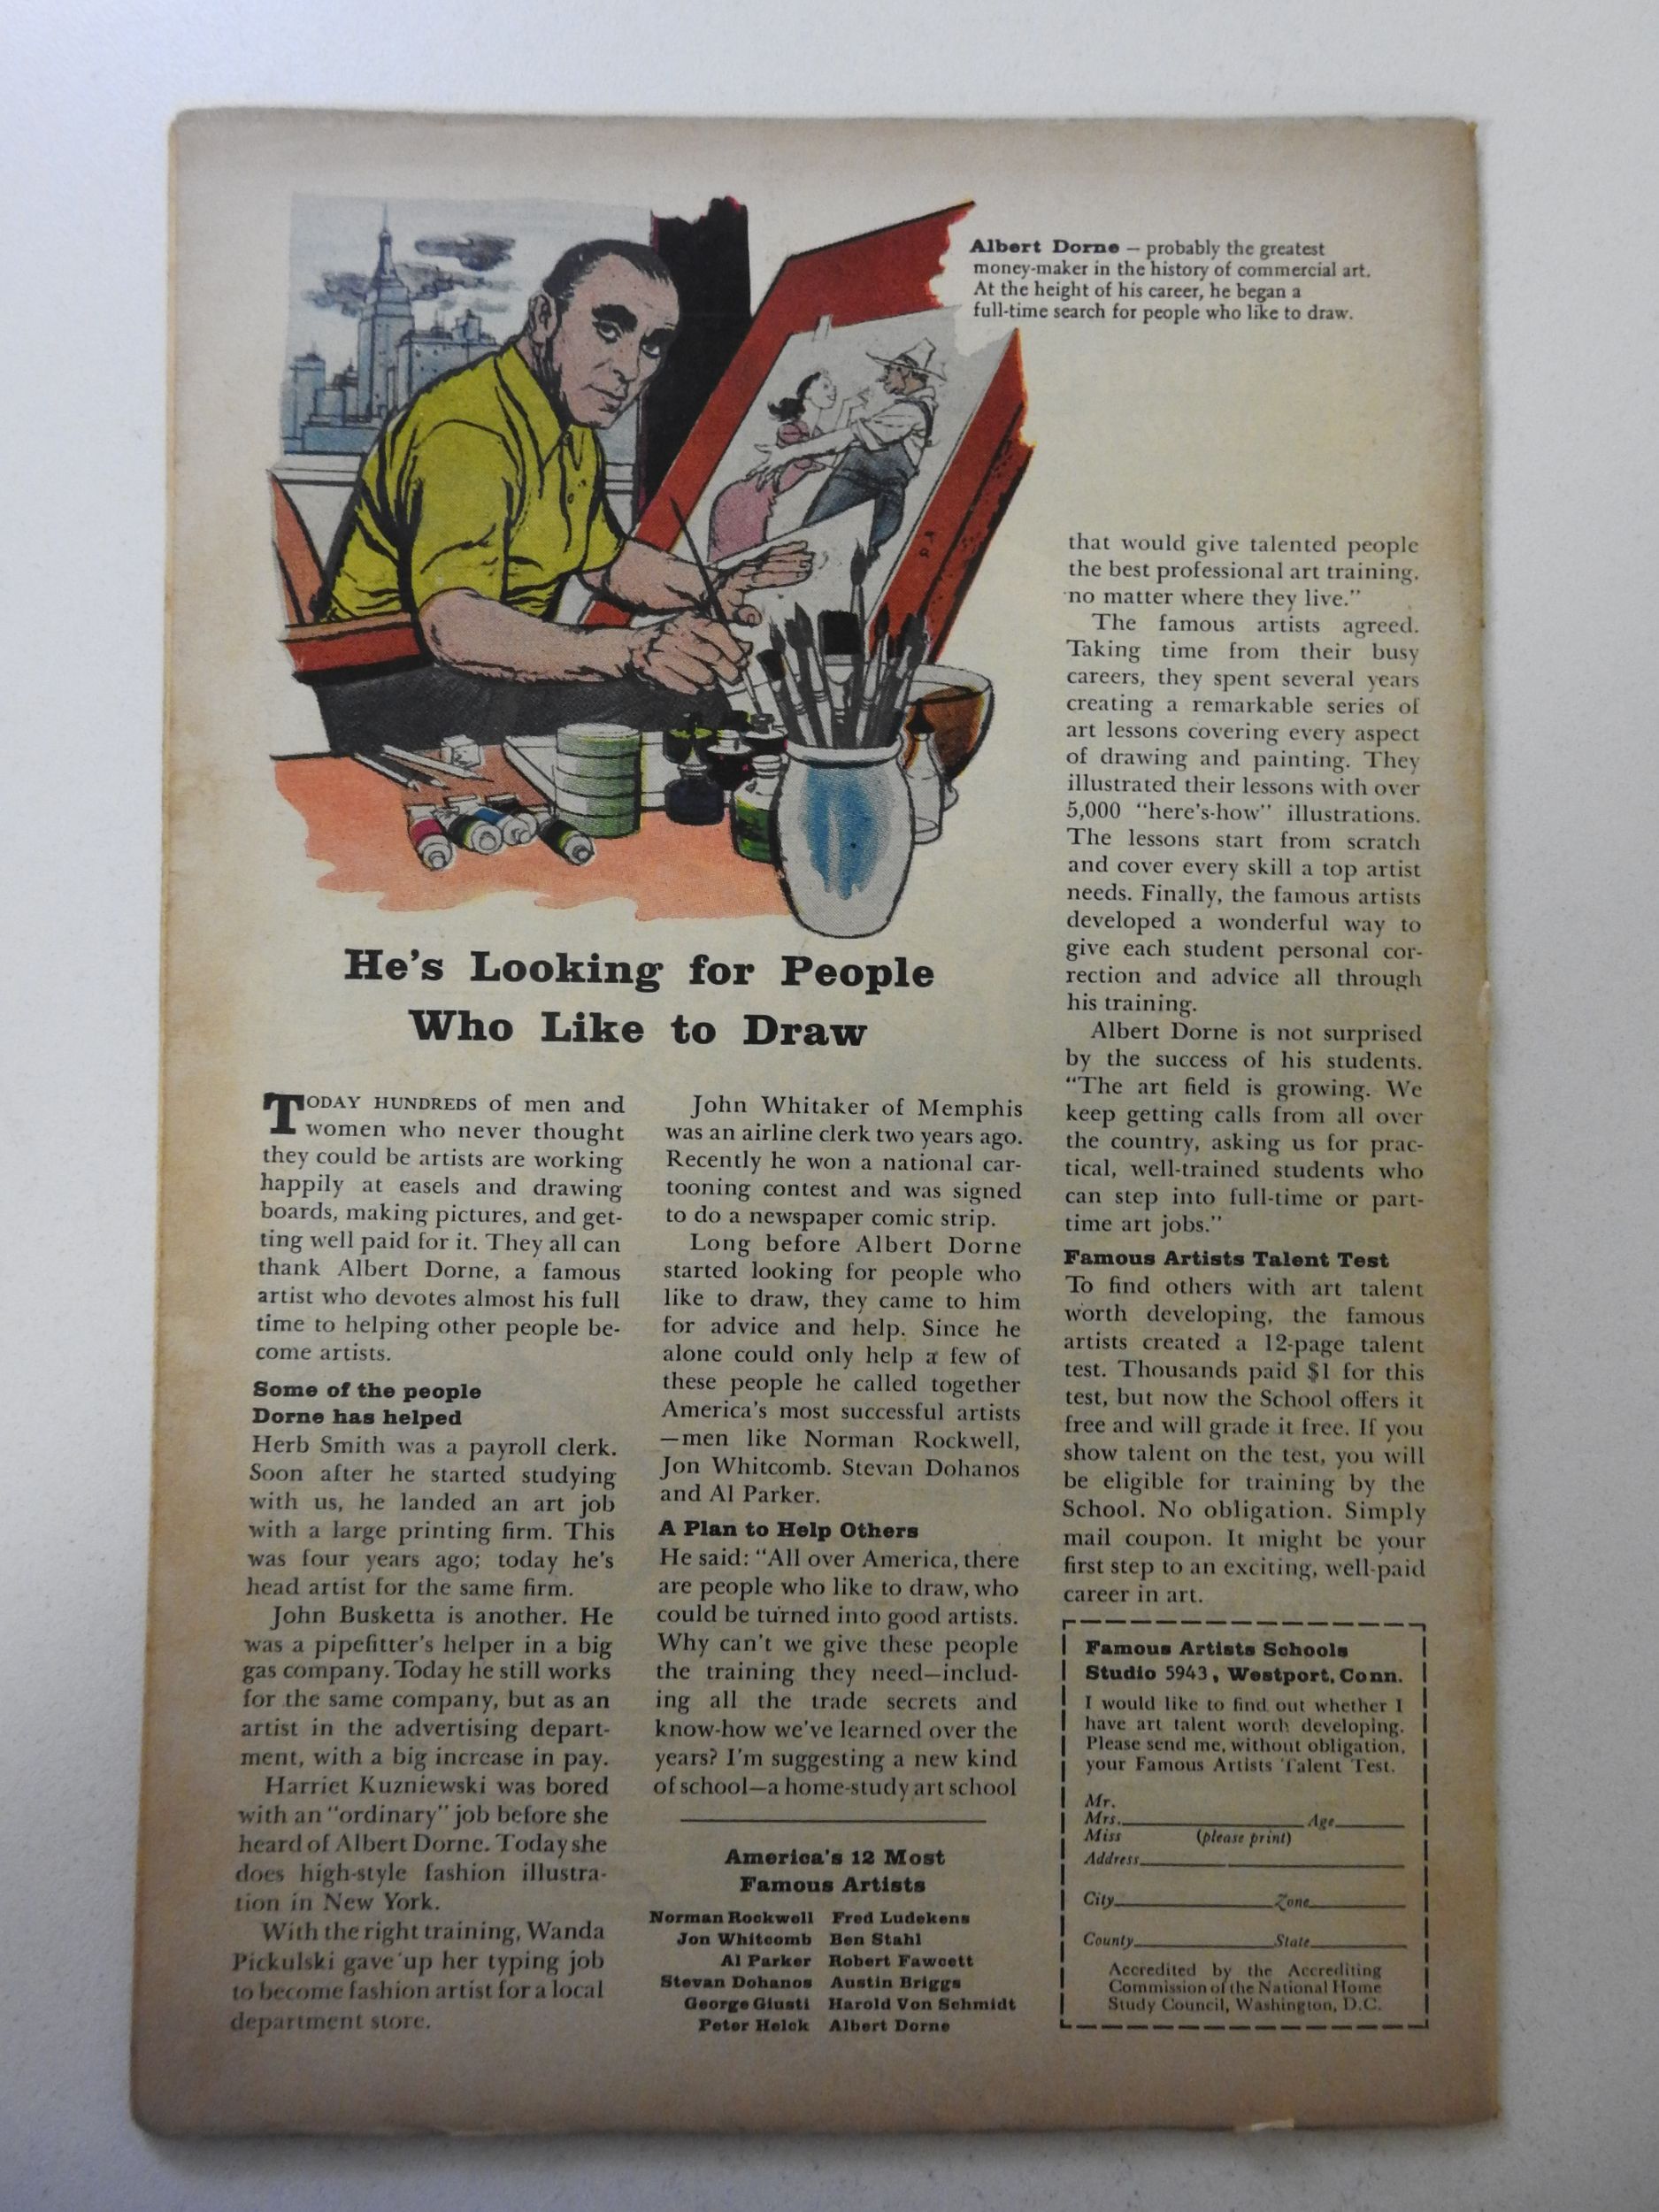 Albert Dorne — probably the greatest
money-maker in the history of commercial art.
At the height of his career, he began a
full-time search for people who like to draw.
He's Looking for People
Who Like to Draw
TODAY HUNDREDS of men and
women who never thought
they could be artists are working
happily at easels and drawing
boards, making pictures, and get-
ting well paid for it. They all can
thank Albert Dorne, a famous
artist who devotes almost his full
time to helping other people be-
come artists.
Some of the people
Dorne has helped
Herb Smith was a payroll clerk.
Soon after he started studying
with us, he landed an art job
with a large printing firm. This
was four years ago; today he's
head artist for the same firm.
John Busketta is another. He
was a pipefitter's helper in a big
gas company. Today he still works
for the same company, but as an
artist in the advertising depart-
ment, with a big increase in pay.
Harriet Kuzniewski was bored
with an "ordinary" job before she
heard of Albert Dorne. Today she
does high-style fashion illustra-
tion in New York.
With the right training, Wanda
Pickulski gave up her typing job
to become fashion artist for a local
department store.
John Whitaker of Memphis
was an airline clerk two years ago.
Recently he won a national car-
tooning contest and was signed
to do a newspaper comic strip.
Long before Albert Dorne
started looking for people who
like to draw, they came to him
for advice and help. Since he
alone could only help a few of
these people he called together
America's most successful artists
—men like Norman Rockwell,
Jon Whitcomb. Stevan Dohanos
and Al Parker.
A Plan to Help Others
He said: "All over America, there
are people who like to draw, who
could be turned into good artists.
Why can't we give these people
the training they need—includ-
ing all the trade secrets and
know-how we've learned over the
years? I'm suggesting a new kind
of school—a home-study art school
America's 12 Most
Famous Artists
Norman Rockwell Fred Ludekens
Jon Whitcomb Ben Stahl
Al Parker Robert Fawcett
Stevan Dohanos Austin Briggs
George Giusti Harold Von Schmidt
Peter Helck Albert Dorne
that would give talented people
the best professional art training.
no matter where they live."
The famous artists agreed.
Taking time from their busy
careers, they spent several years
creating a remarkable series of
art lessons covering every aspect
of drawing and painting. They
illustrated their lessons with over
5,000 "here's-how" illustrations.
The lessons start from scratch
and cover every skill a top artist
needs. Finally, the famous artists
developed a wonderful way to
give each student personal cor-
rection and advice all through
his training.
Albert Dorne is not surprised
by the success of his students.
"The art field is growing. We
keep getting calls from all over
the country, asking us for prac-
tical, well-trained students who
can step into full-time or part-
time art jobs."
Famous Artists Talent Test
To find others with art talent
worth developing, the famous
artists created a 12-page talent
test. Thousands paid $1 for this
test, but now the School offers it
free and will grade it free. If you
show talent on the test, you will
be eligible for training by the
School. No obligation. Simply
mail coupon. It might be your
first step to an exciting, well-paid
career in art.
Famous Artists Schools
Studio 5943, Westport, Conn.
I would like to find out whether I
have art talent worth developing.
Please send me, without obligation,
your Famous Artists Talent Test.
Mr.
Mrs. Age
Miss (please print)
Address
City Zone
County State
Accredited by the Accrediting
Commission of the National Home
Study Council, Washington, D.C.